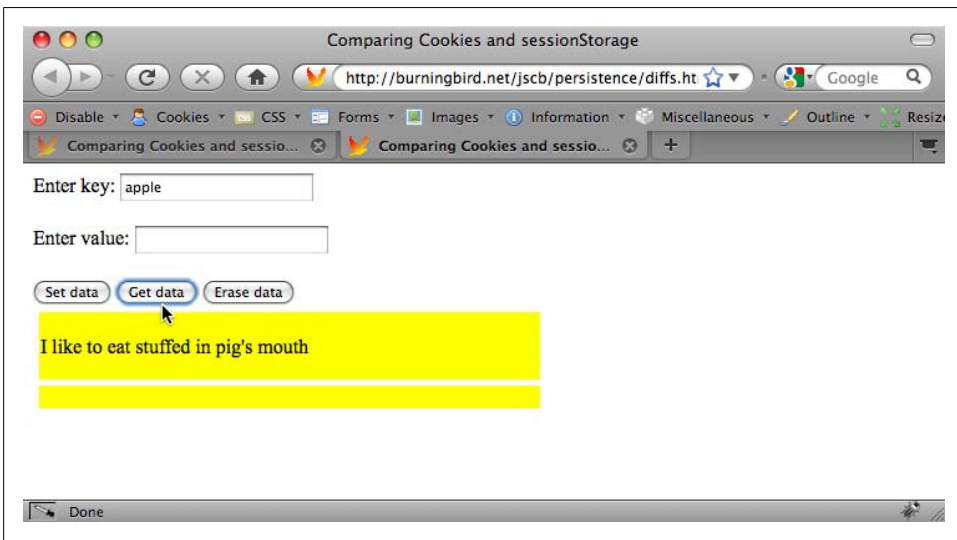 Comparing Cookies and sessionStorage
http://burningbird.net/jscb/persistence/diffs.ht Google
Disable Cookies CSS Forms Images Information Miscellaneous Outline Resize
Comparing Cookies and sessio... Comparing Cookies and sessio... +
Enter key: apple
Enter value:
Set data Get data Erase data
I like to eat stuffed in pig's mouth
Done